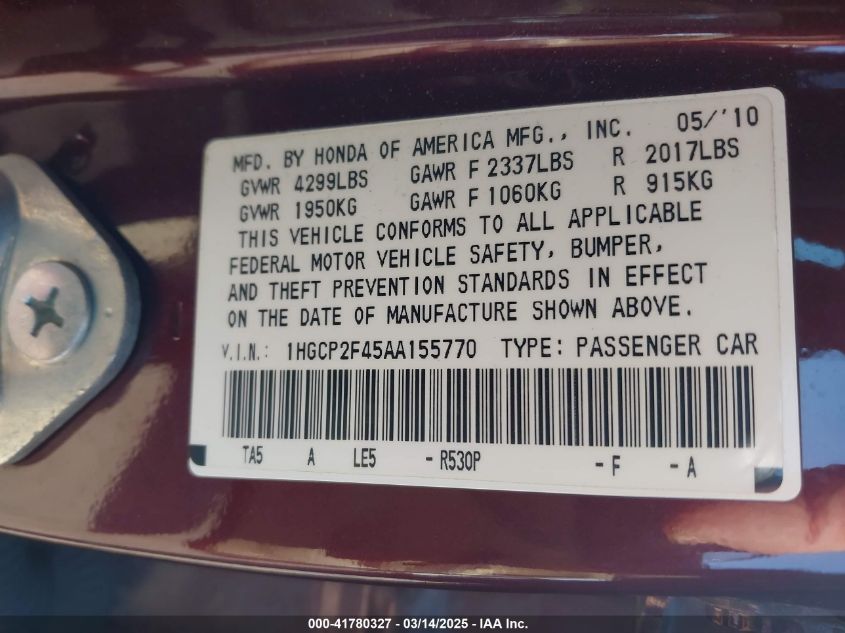 MFD. BY HONDA OF AMERICA MFG., INC. 05/'10
GVWR 4299LBS GAWR F 2337LBS R 2017LBS
GVWR 1950KG GAWR F 1060KG R 915KG
THIS VEHICLE CONFORMS TO ALL APPLICABLE
FEDERAL MOTOR VEHICLE SAFETY, BUMPER,
AND THEFT PREVENTION STANDARDS IN EFFECT
ON THE DATE OF MANUFACTURE SHOWN ABOVE.
V.I.N.: 1HGCP2F45AA155770 TYPE: PASSENGER CAR
TA5 A LE5 -R530P -F -A
000-41780327 - 03/14/2025 - IAA Inc.